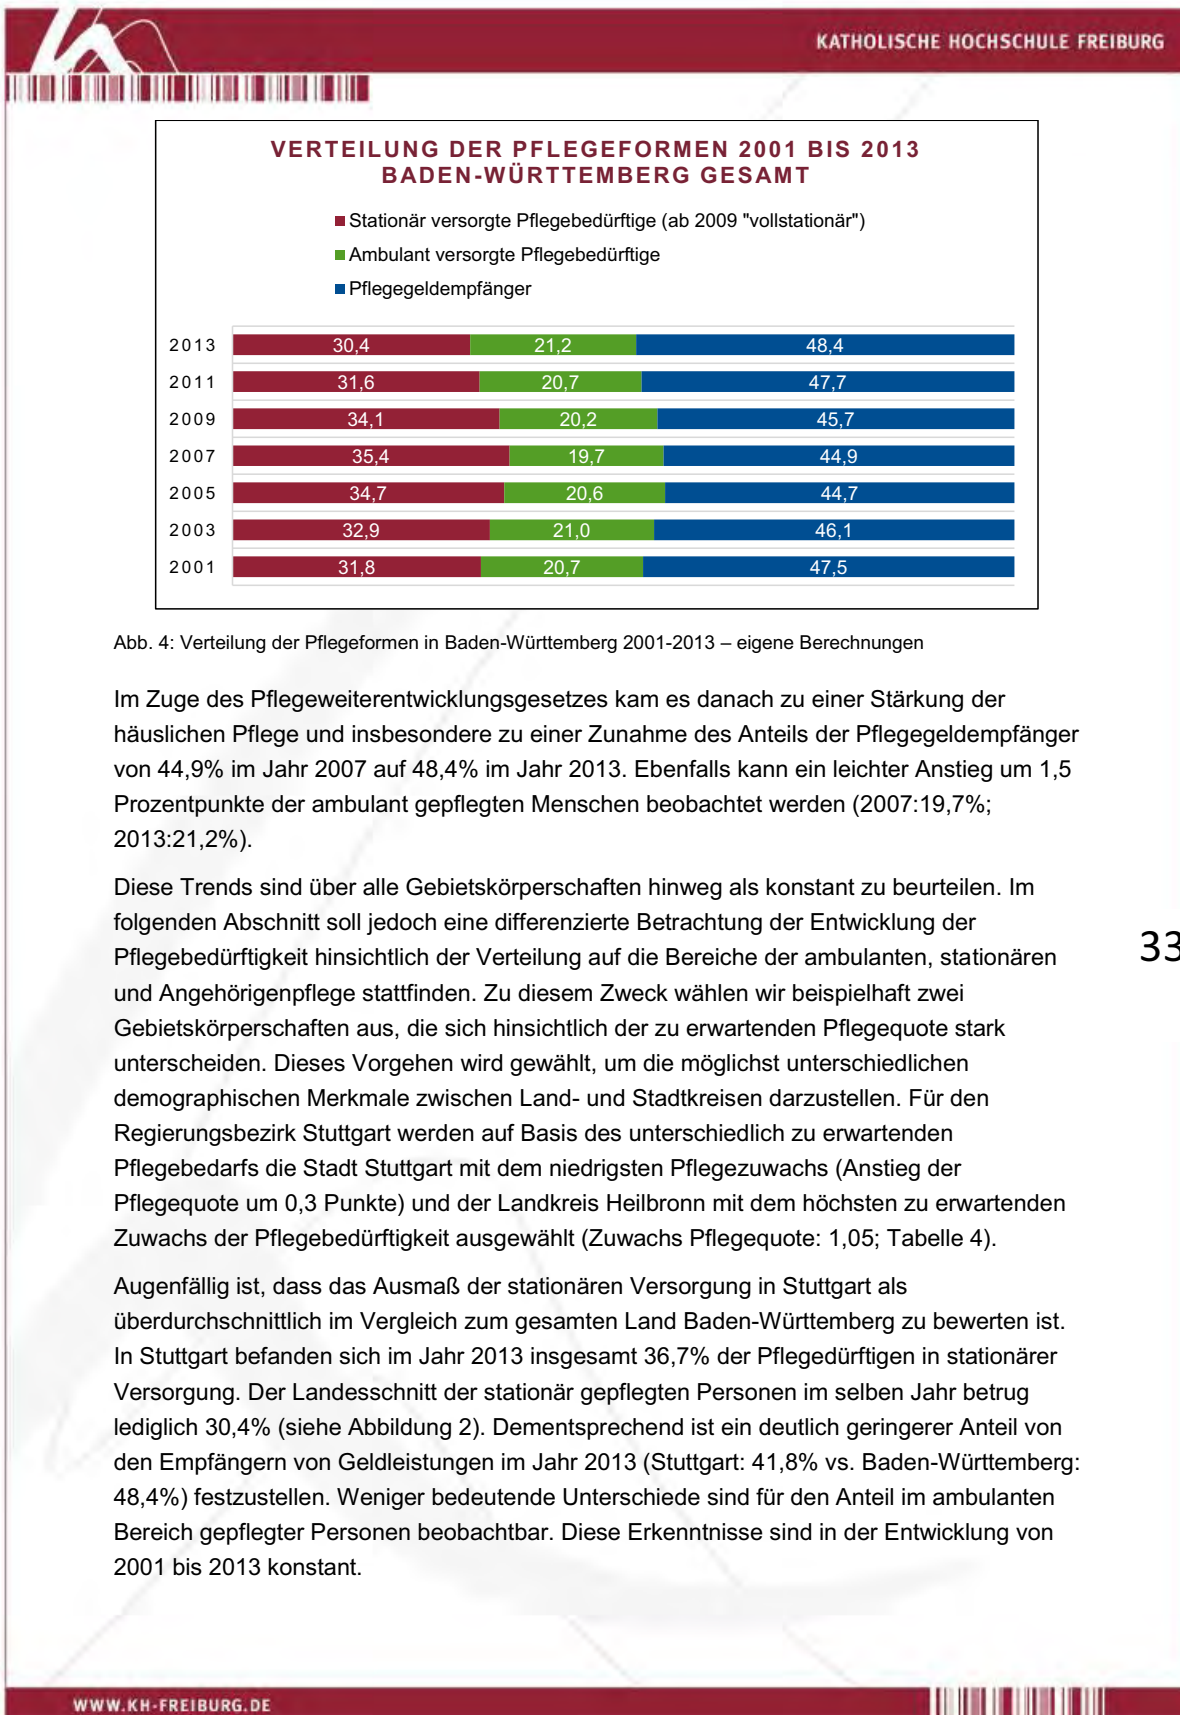 KATHOLISCHE HOCHSCHULE FREIBURG
VERTEILUNG DER PFLEGEFORMEN 2001 BIS 2013
BADEN-WÜRTTEMBERG GESAMT
Stationär versorgte Pflegebedürftige (ab 2009 "vollstationär")
Ambulant versorgte Pflegebedürftige
Pflegegeldempfänger
2013 30,4 21,2 48,4
2011 31,6 20,7 47,7
2009 34,1 20,2 45,7
2007 35,4 19,7 44,9
2005 34,7 20,6 44,7
2003 32,9 21,0 46,1
2001 31,8 20,7 47,5
Abb. 4: Verteilung der Pflegeformen in Baden-Württemberg 2001-2013 – eigene Berechnungen
Im Zuge des Pflegeweiterentwicklungsgesetzes kam es danach zu einer Stärkung der
häuslichen Pflege und insbesondere zu einer Zunahme des Anteils der Pflegegeldempfänger
von 44,9% im Jahr 2007 auf 48,4% im Jahr 2013. Ebenfalls kann ein leichter Anstieg um 1,5
Prozentpunkte der ambulant gepflegten Menschen beobachtet werden (2007:19,7%;
2013:21,2%).
Diese Trends sind über alle Gebietskörperschaften hinweg als konstant zu beurteilen. Im
folgenden Abschnitt soll jedoch eine differenzierte Betrachtung der Entwicklung der
Pflegebedürftigkeit hinsichtlich der Verteilung auf die Bereiche der ambulanten, stationären
und Angehörigenpflege stattfinden. Zu diesem Zweck wählen wir beispielhaft zwei
Gebietskörperschaften aus, die sich hinsichtlich der zu erwartenden Pflegequote stark
unterscheiden. Dieses Vorgehen wird gewählt, um die möglichst unterschiedlichen
demographischen Merkmale zwischen Land- und Stadtkreisen darzustellen. Für den
Regierungsbezirk Stuttgart werden auf Basis des unterschiedlich zu erwartenden
Pflegebedarfs die Stadt Stuttgart mit dem niedrigsten Pflegezuwachs (Anstieg der
Pflegequote um 0,3 Punkte) und der Landkreis Heilbronn mit dem höchsten zu erwartenden
Zuwachs der Pflegebedürftigkeit ausgewählt (Zuwachs Pflegequote: 1,05; Tabelle 4).
33
Augenfällig ist, dass das Ausmaß der stationären Versorgung in Stuttgart als
überdurchschnittlich im Vergleich zum gesamten Land Baden-Württemberg zu bewerten ist.
In Stuttgart befanden sich im Jahr 2013 insgesamt 36,7% der Pflegedürftigen in stationärer
Versorgung. Der Landesschnitt der stationär gepflegten Personen im selben Jahr betrug
lediglich 30,4% (siehe Abbildung 2). Dementsprechend ist ein deutlich geringerer Anteil von
den Empfängern von Geldleistungen im Jahr 2013 (Stuttgart: 41,8% vs. Baden-Württemberg:
48,4%) festzustellen. Weniger bedeutende Unterschiede sind für den Anteil im ambulanten
Bereich gepflegter Personen beobachtbar. Diese Erkenntnisse sind in der Entwicklung von
2001 bis 2013 konstant.
WWW.KH-FREIBURG.DE